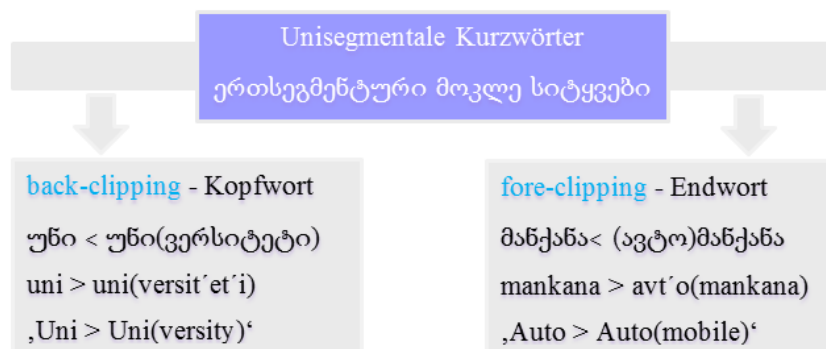 Unisegmentale Kurzwörter
ერთსეგმენტური მოკლე სიტყვები
back-clipping - Kopfwort
უნი < უნი(ვერსიტეტი)
uni > uni(versit´et´i)
‚Uni > Uni(versity)‘
fore-clipping - Endwort
მანქანა< (ავტო)მანქანა
mankana > avt´o(mankana)
‚Auto > Auto(mobile)‘